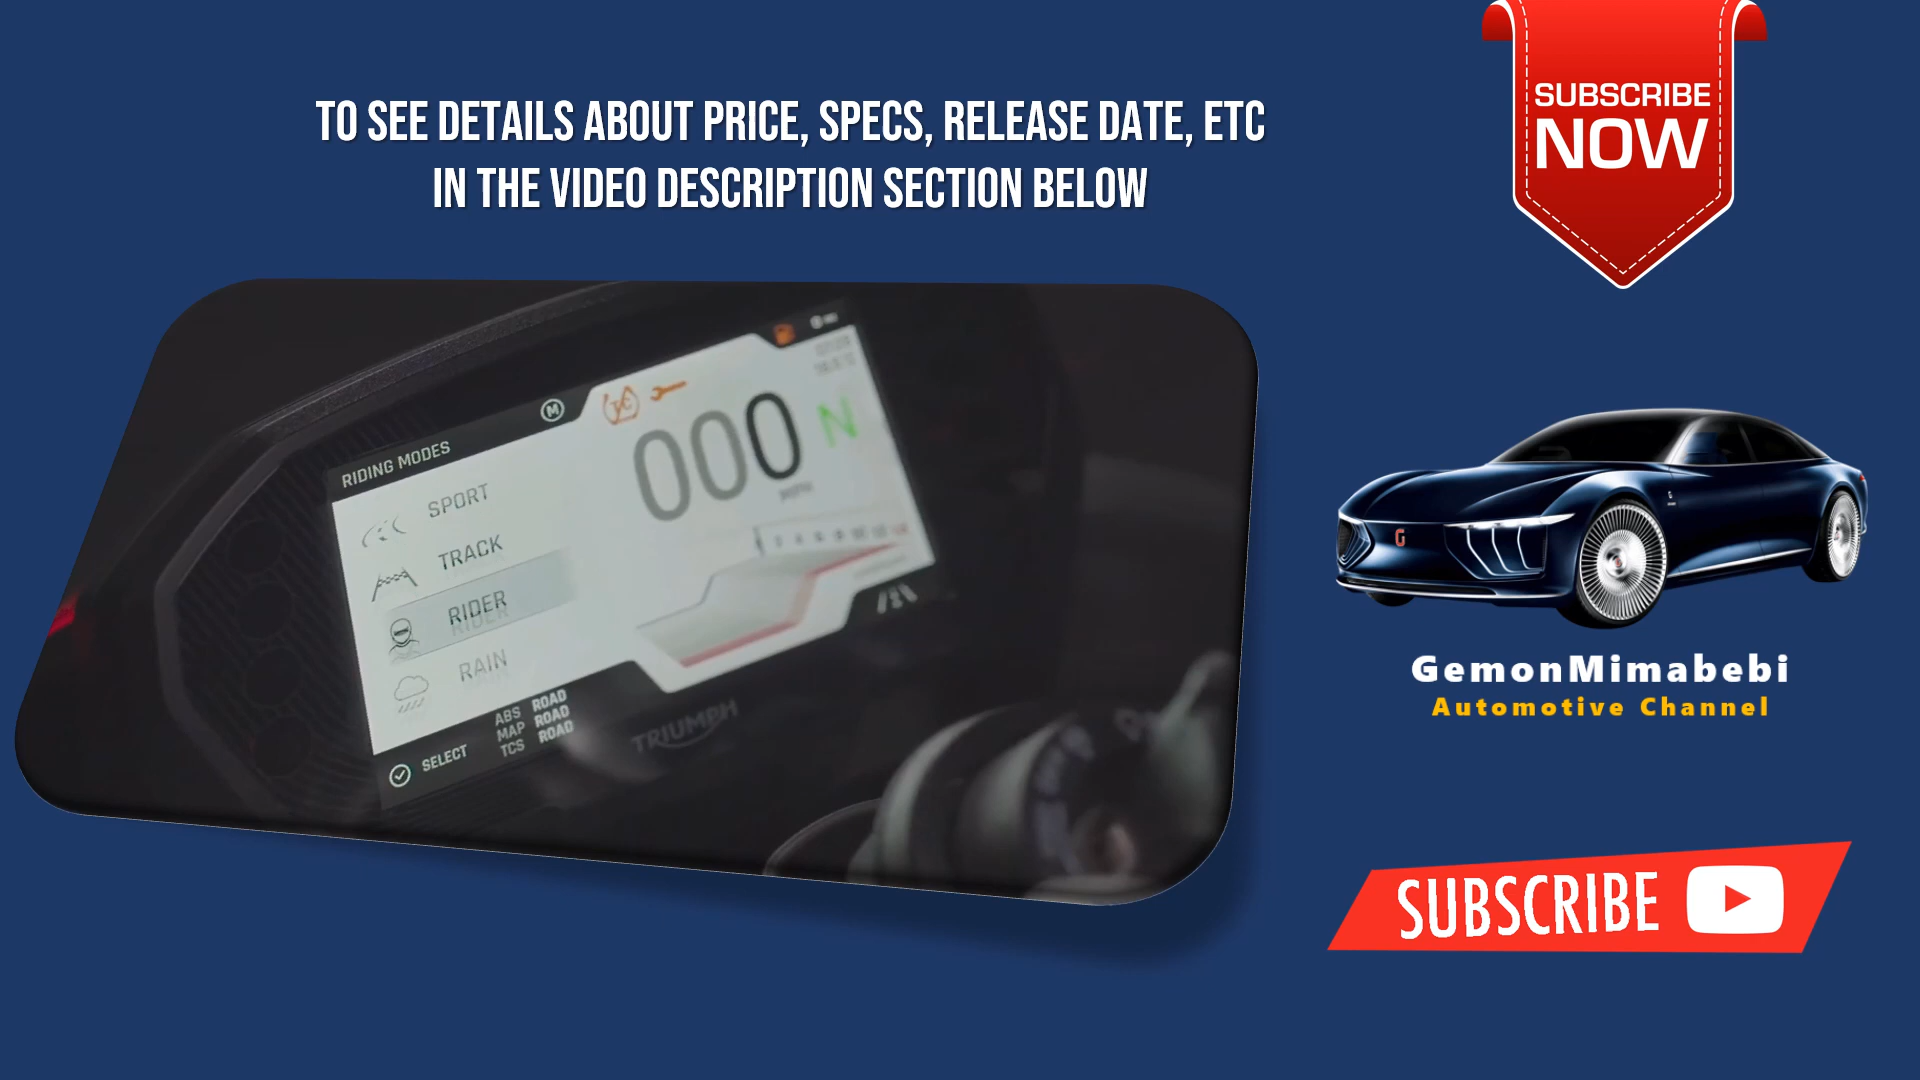 TO SEE DETAILS ABOUT PRICE, SPECS, RELEASE DATE, ETC
IN THE VIDEO DESCRIPTION SECTION BELOW
SUBSCRIBE
NOW
RIDING MODES
M
SPORT
TRACK
RIDER
RAIN
000
N
ABS ROAD
MAP ROAD
TCS ROAD
SELECT
TRIUMPH
G
GemonMimabebi
Automotive Channel
SUBSCRIBE